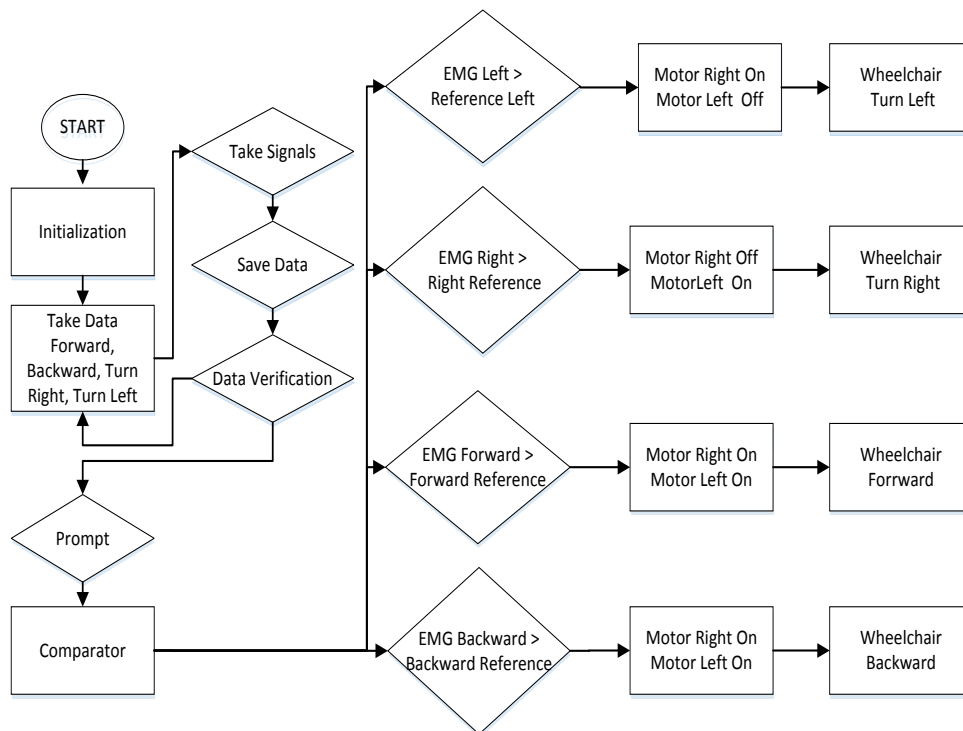 START
Initialization
Take Data
Forward,
Backward, Turn
Right, Turn Left
Take Signals
Save Data
Data Verification
Prompt
Comparator
EMG Left >
Reference Left
Motor Right On
Motor Left Off
Wheelchair
Turn Left
EMG Right >
Right Reference
Motor Right Off
MotorLeft On
Wheelchair
Turn Right
EMG Forward >
Forward Reference
Motor Right On
Motor Left On
Wheelchair
Forrward
EMG Backward >
Backward Reference
Motor Right On
Motor Left On
Wheelchair
Backward